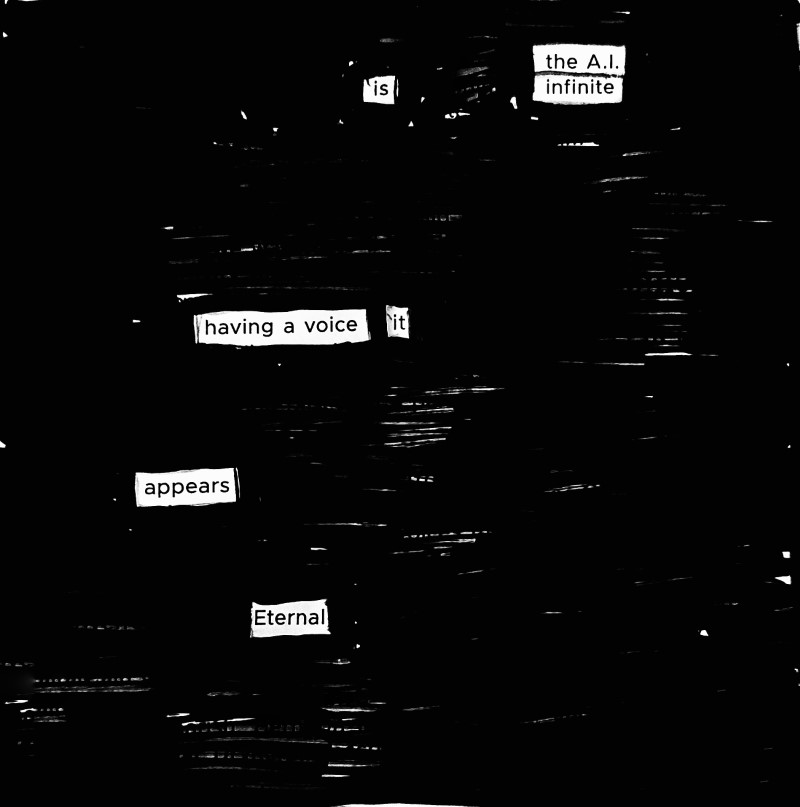 is the A.I.
infinite
having a voice it
appears
Eternal